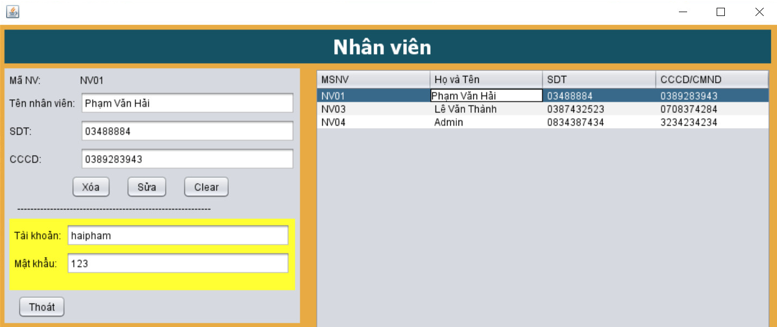 Nhân viên
Mã NV: NV01
Tên nhân viên: Phạm Văn Hải
SDT: 03488884
CCCD: 0389283943
Xóa Sửa Clear
-----------------------------------------------------------
Tài khoản: haipham
Mật khẩu: 123
Thoát
MSNV Họ và Tên SDT CCCD/CMND
NV01 Phạm Văn Hải 03488884 0389283943
NV03 Lê Văn Thánh 0387432523 0708374284
NV04 Admin 0834387434 3234234234